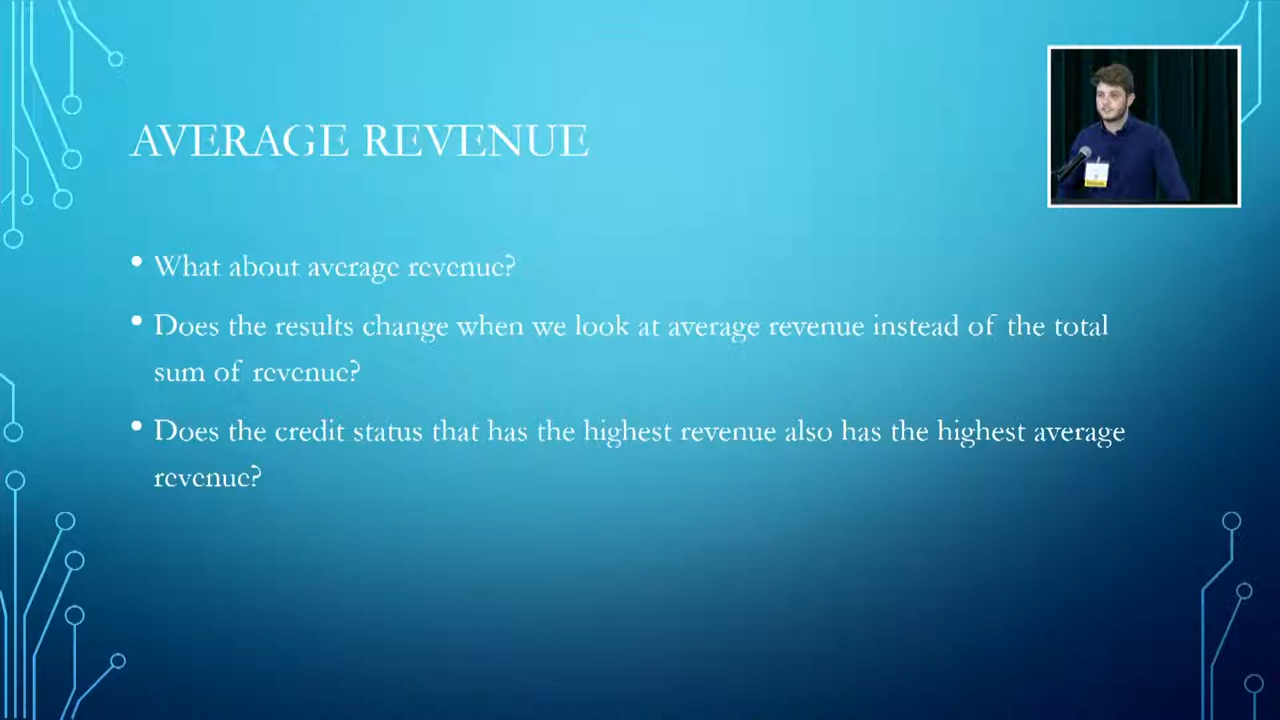 AVERAGE REVENUE
• What about average revenue?
• Does the results change when we look at average revenue instead of the total
sum of revenue?
• Does the credit status that has the highest revenue also has the highest average
revenue?